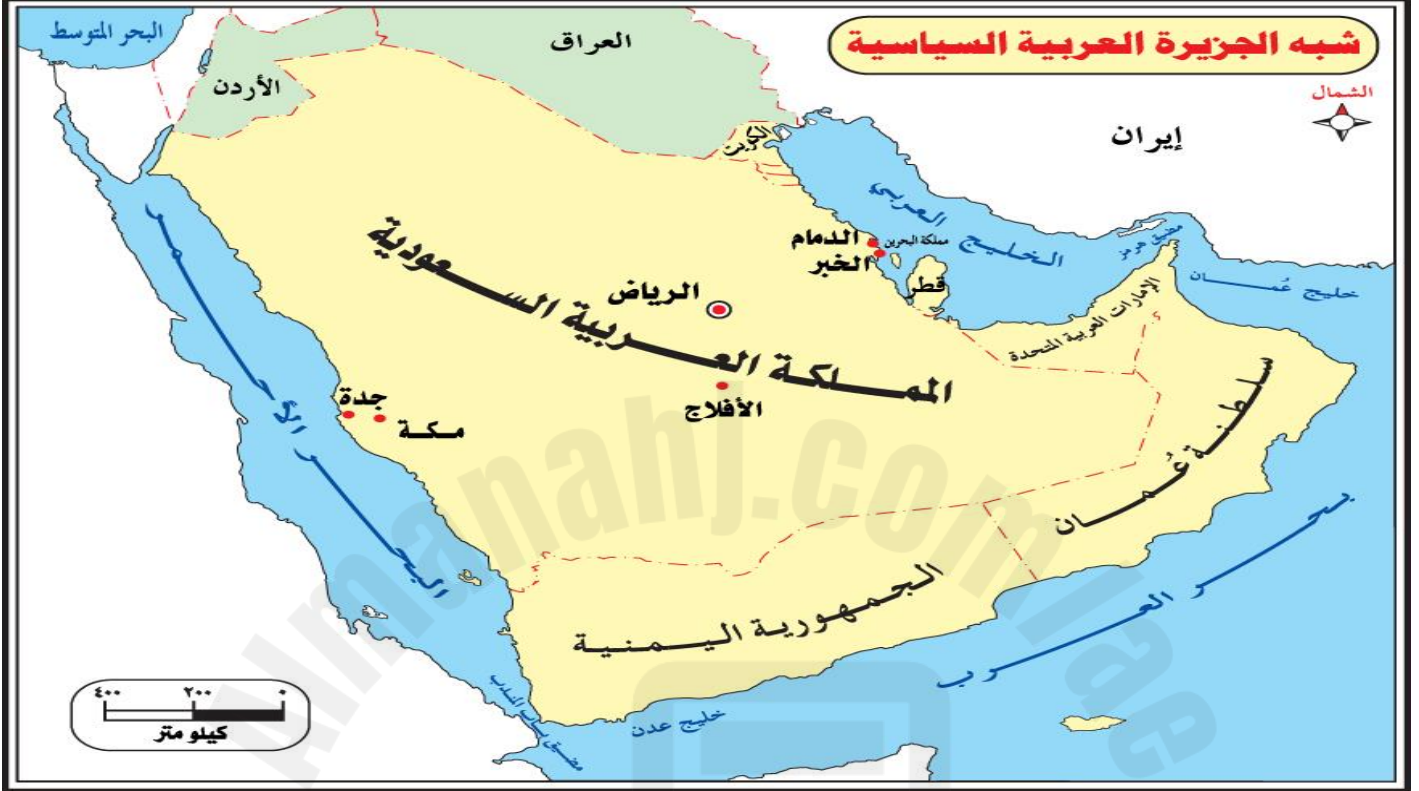 شبه الجزيرة العربية السياسية
الشمال
البحر المتوسط
العراق
الأردن
إيران
الكويت
الخليج العربي
مضيق هرمز
خليج عُمـان
الدمام
مملكة البحرين
الخبر
قطر
الرياض
المملكة العربية السعودية
الإمارات العربية المتحدة
سلطنة عُمـان
الأفلاج
جدة
مكة
البحر الأحمر
الجمهورية اليمنية
بحر العرب
خليج عدن
مضيق باب المندب
٤٠٠ ٢٠٠ ٠
كيلو متر
Almanahj.com/ae